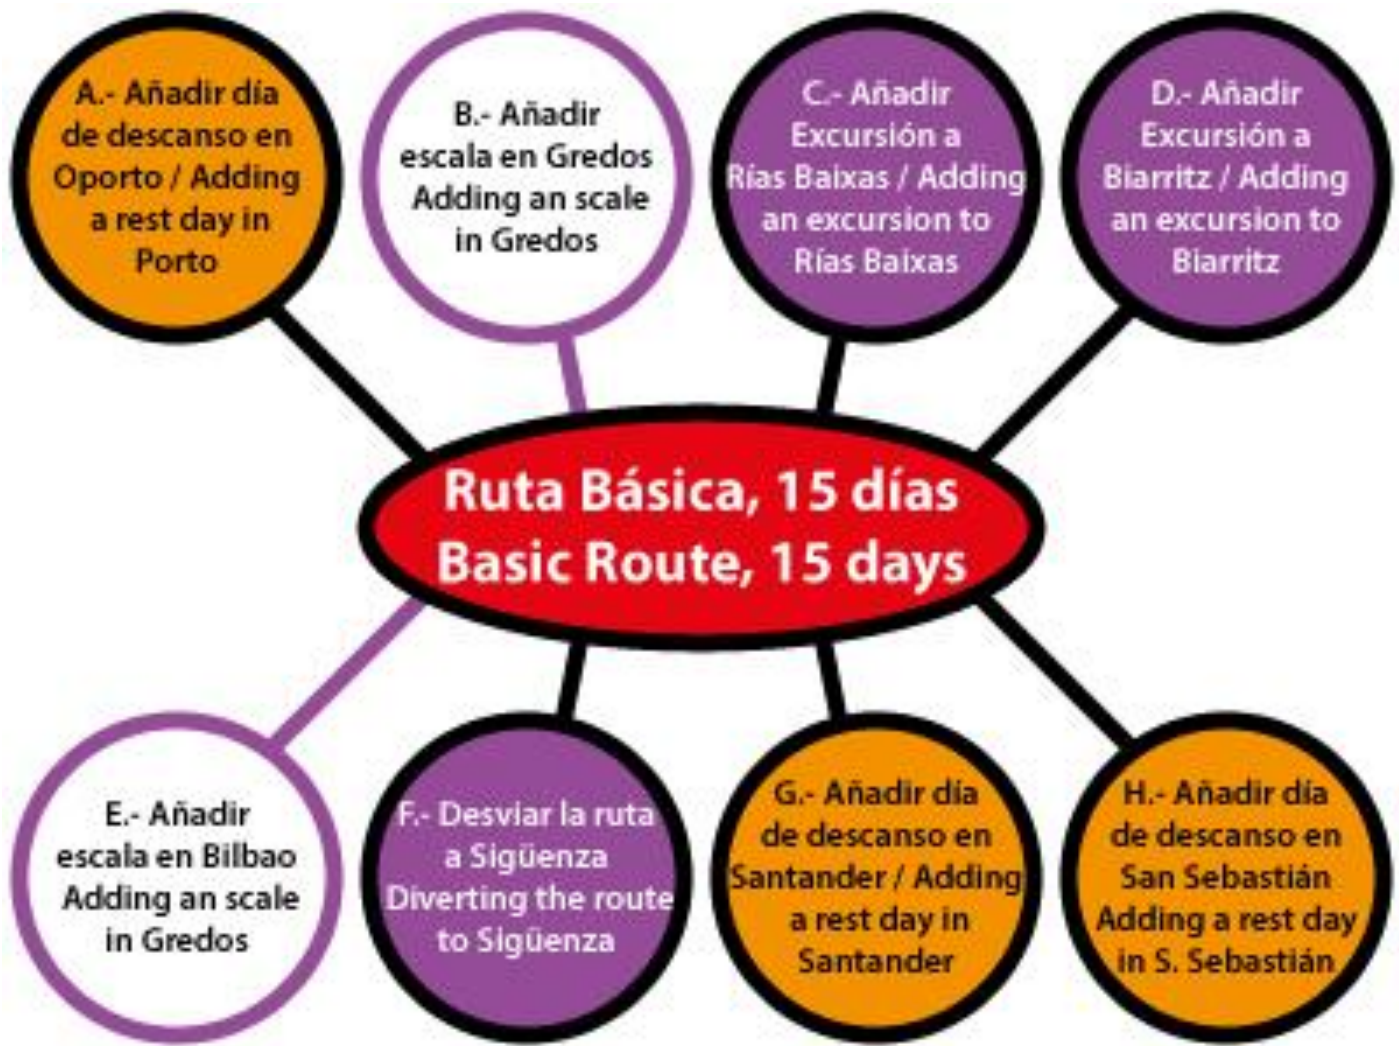 A.- Añadir día
de descanso en
Oporto / Adding
a rest day in
Porto
B.- Añadir
escala en Gredos
Adding an scale
in Gredos
C.- Añadir
Excursión a
Rías Baixas / Adding
an excursion to
Rías Baixas
D.- Añadir
Excursión a
Biarritz / Adding
an excursion to
Biarritz
Ruta Básica, 15 días
Basic Route, 15 days
E.- Añadir
escala en Bilbao
Adding an scale
in Gredos
F.- Desviar la ruta
a Sigüenza
Diverting the route
to Sigüenza
G.- Añadir día
de descanso en
Santander / Adding
a rest day in
Santander
H.- Añadir día
de descanso en
San Sebastián
Adding a rest day
in S. Sebastián